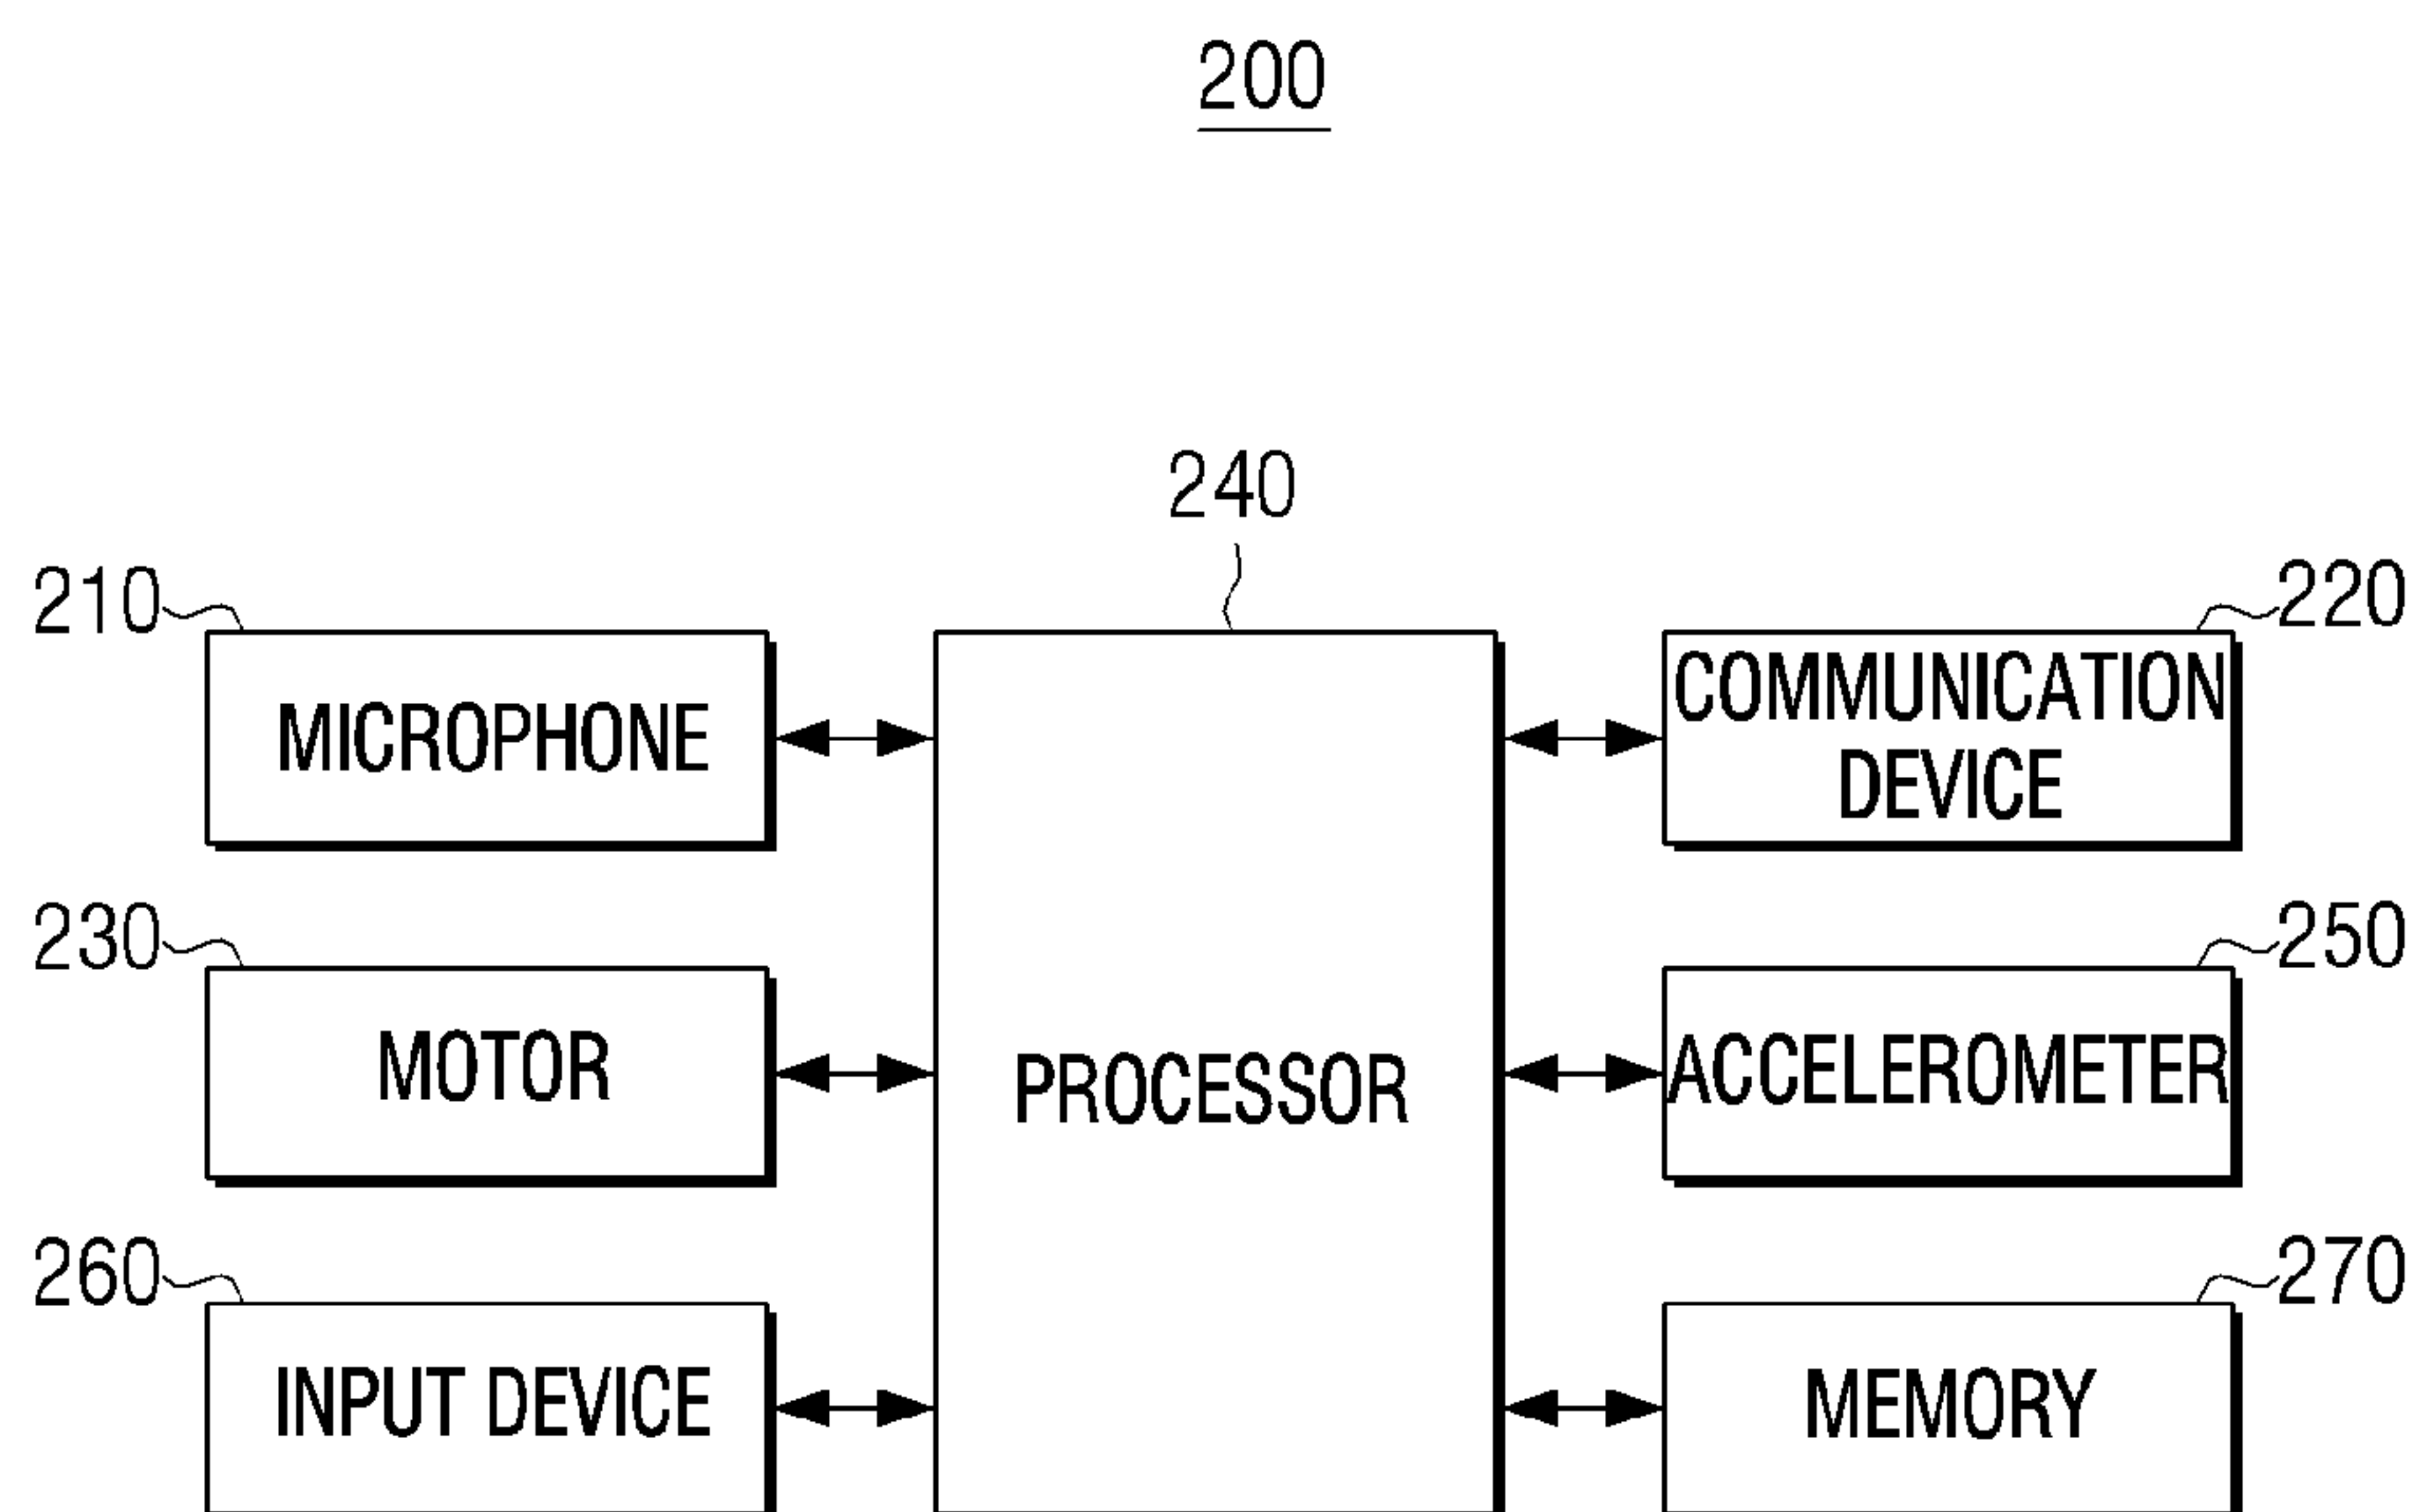 200
240
210
220
MICROPHONE
COMMUNICATION
DEVICE
230
250
MOTOR
PROCESSOR
ACCELEROMETER
260
270
INPUT DEVICE
MEMORY